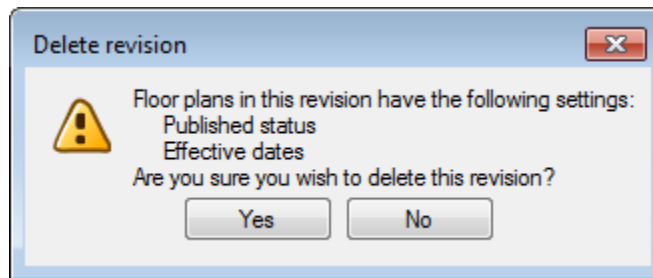 Delete revision
Floor plans in this revision have the following settings:
Published status
Effective dates
Are you sure you wish to delete this revision?
Yes No